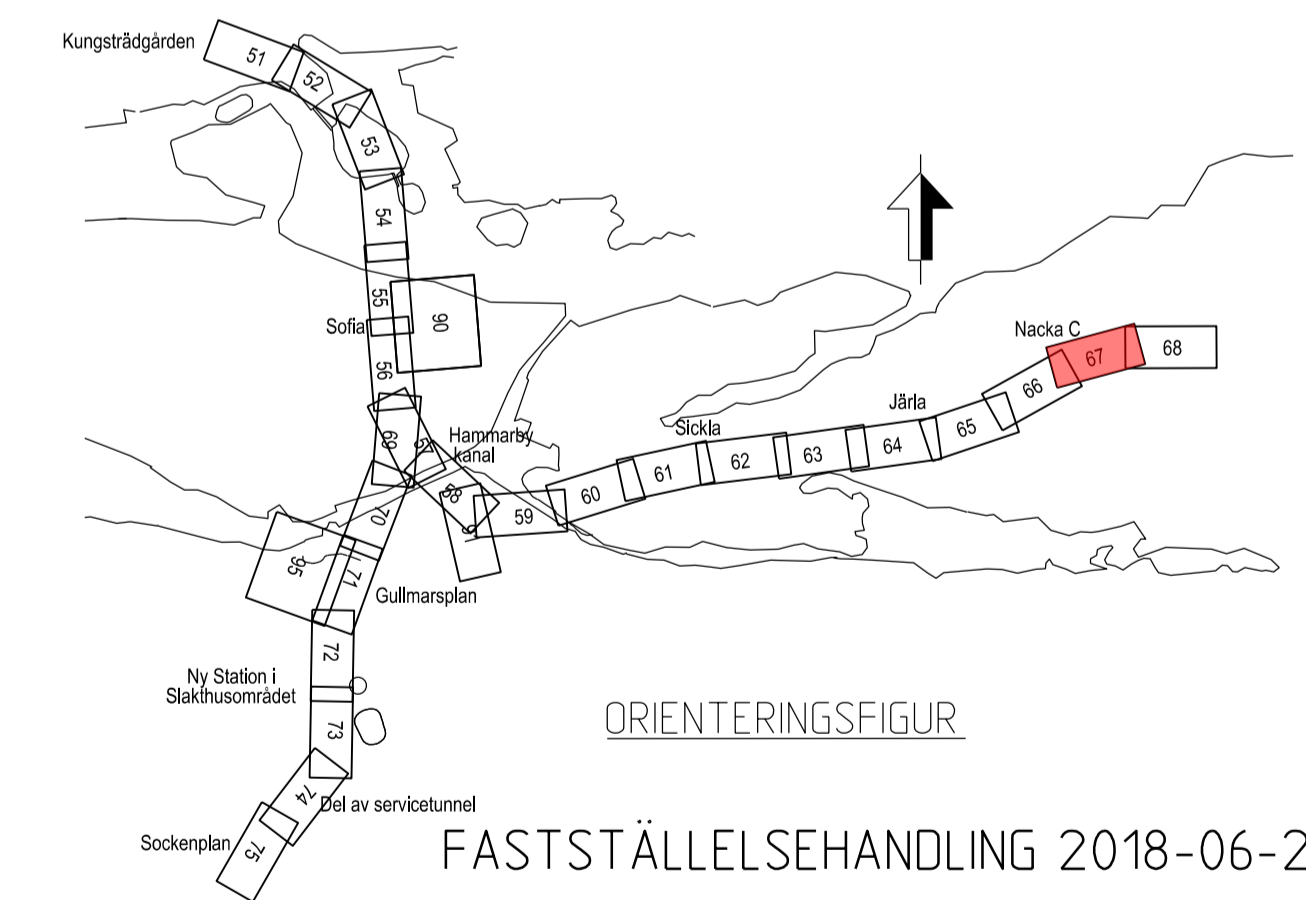 Kungsträdgården
51
52
53
54
55
Sofia
90
56
Nacka C
67
68
66
Järla
65
64
63
62
Sickla
61
60
59
Hammarby
kanal
69
57
58
70
95
71
Gullmarsplan
72
Ny Station i
Slakthusområdet
73
74
Del av servicetunnel
Sockenplan
75
ORIENTERINGSFIGUR
FASTSTÄLLELSEHANDLING 2018-06-2